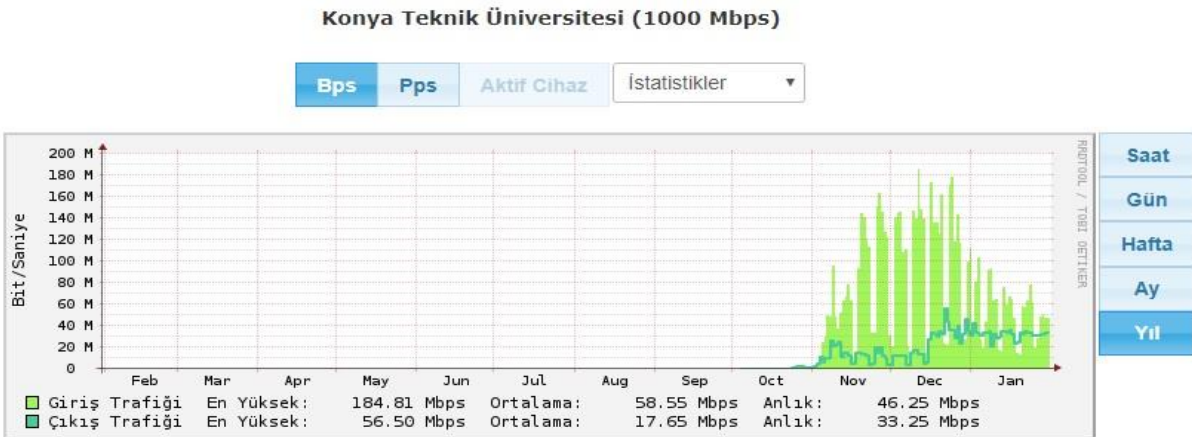 Konya Teknik Üniversitesi (1000 Mbps)
Bps Pps Aktif Cihaz İstatistikler
Saat
Gün
Hafta
Ay
Yıl
RRDTOOL / TOBI OETIKER
Bit/Saniye
200 M
180 M
160 M
140 M
120 M
100 M
80 M
60 M
40 M
20 M
0
Feb Mar Apr May Jun Jul Aug Sep Oct Nov Dec Jan
Giriş Trafiği En Yüksek: 184.81 Mbps Ortalama: 58.55 Mbps Anlık: 46.25 Mbps
Çıkış Trafiği En Yüksek: 56.50 Mbps Ortalama: 17.65 Mbps Anlık: 33.25 Mbps